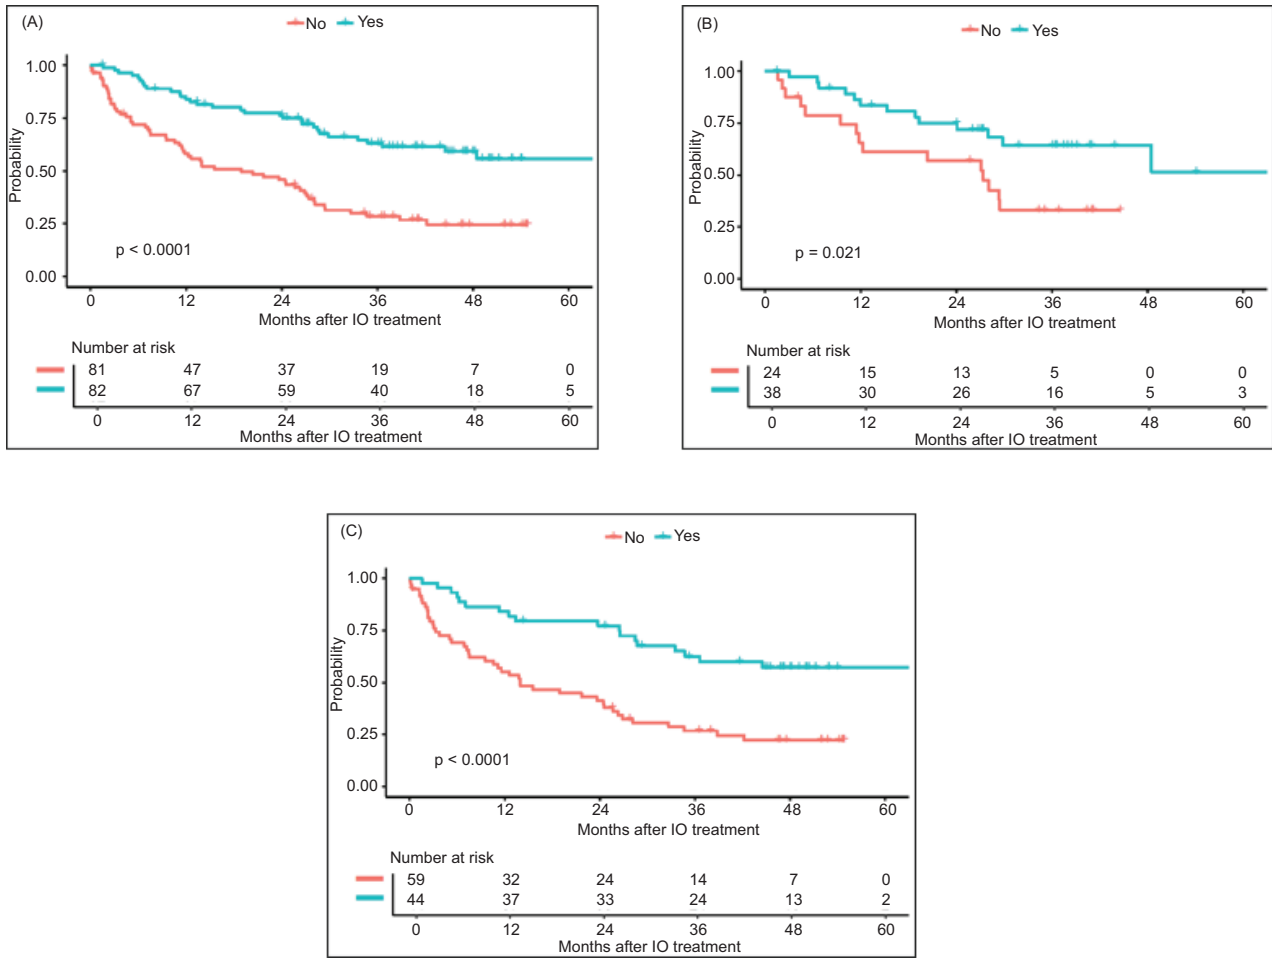 (A)
No Yes
1.00
0.75
0.50
0.25
0.00
Probability
p < 0.0001
0 12 24 36 48 60
Months after IO treatment
Number at risk
81 47 37 19 7 0
82 67 59 40 18 5
0 12 24 36 48 60
Months after IO treatment
(B)
No Yes
1.00
0.75
0.50
0.25
0.00
Probability
p = 0.021
0 12 24 36 48 60
Months after IO treatment
Number at risk
24 15 13 5 0 0
38 30 26 16 5 3
0 12 24 36 48 60
Months after IO treatment
(C)
No Yes
1.00
0.75
0.50
0.25
0.00
Probability
p < 0.0001
0 12 24 36 48 60
Months after IO treatment
Number at risk
59 32 24 14 7 0
44 37 33 24 13 2
0 12 24 36 48 60
Months after IO treatment